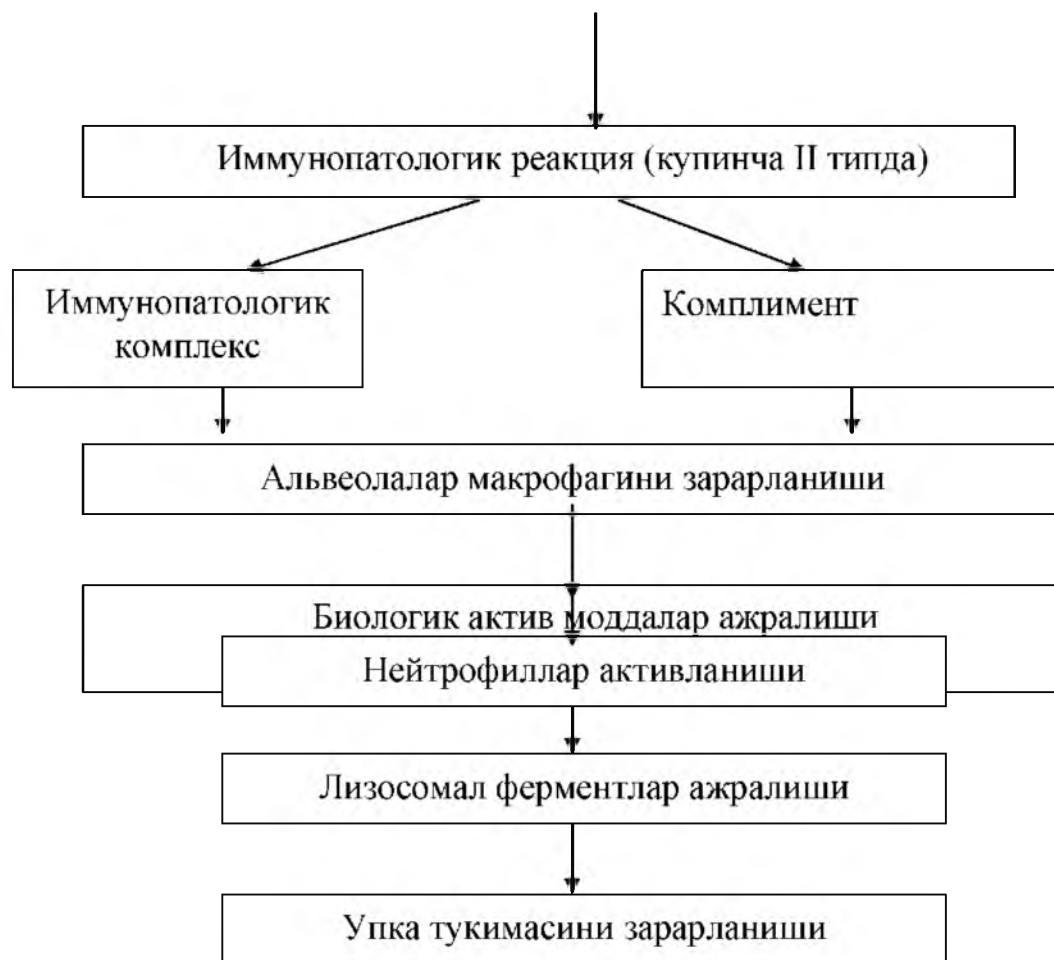 Иммунопатологик реакция (купинча II типда)
Иммунопатологик
комплекс
Комплимент
Альвеолалар макрофагини зарарланиши
Биологик актив моддалар ажралиши
Нейтрофиллар активланиши
Лизосомал ферментлар ажралиши
Упка тукимасини зарарланиши